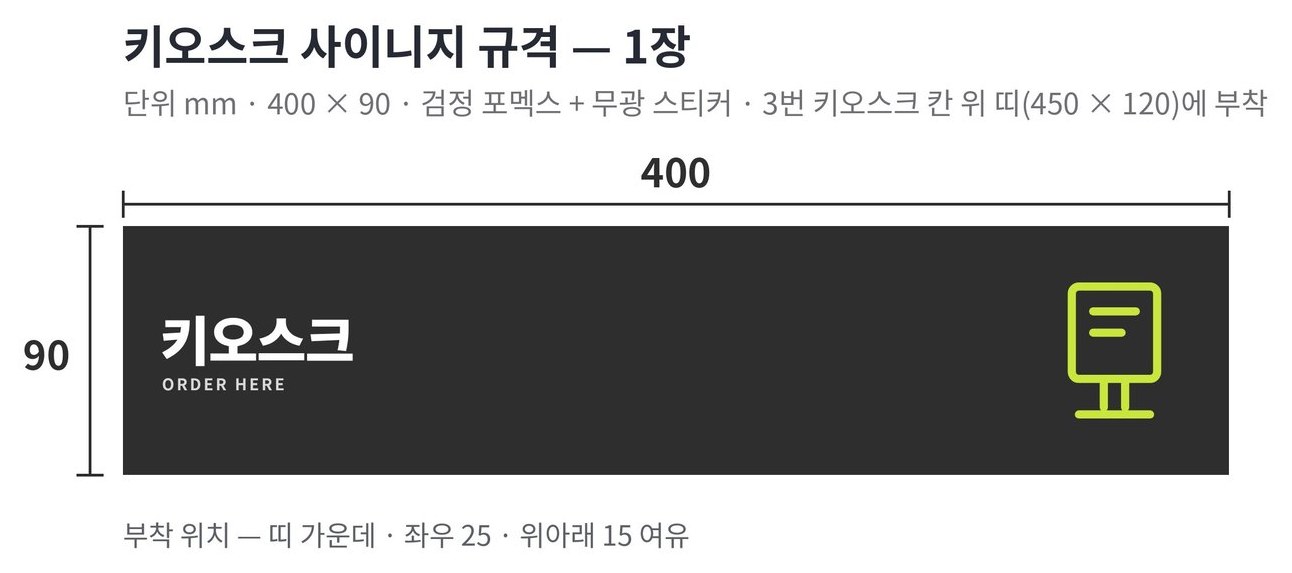 키오스크 사이니지 규격 — 1장
단위 mm · 400 × 90 · 검정 포멕스 + 무광 스티커 · 3번 키오스크 칸 위 띠(450 × 120)에 부착
400
90
키오스크
ORDER HERE
부착 위치 — 띠 가운데 · 좌우 25 · 위아래 15 여유